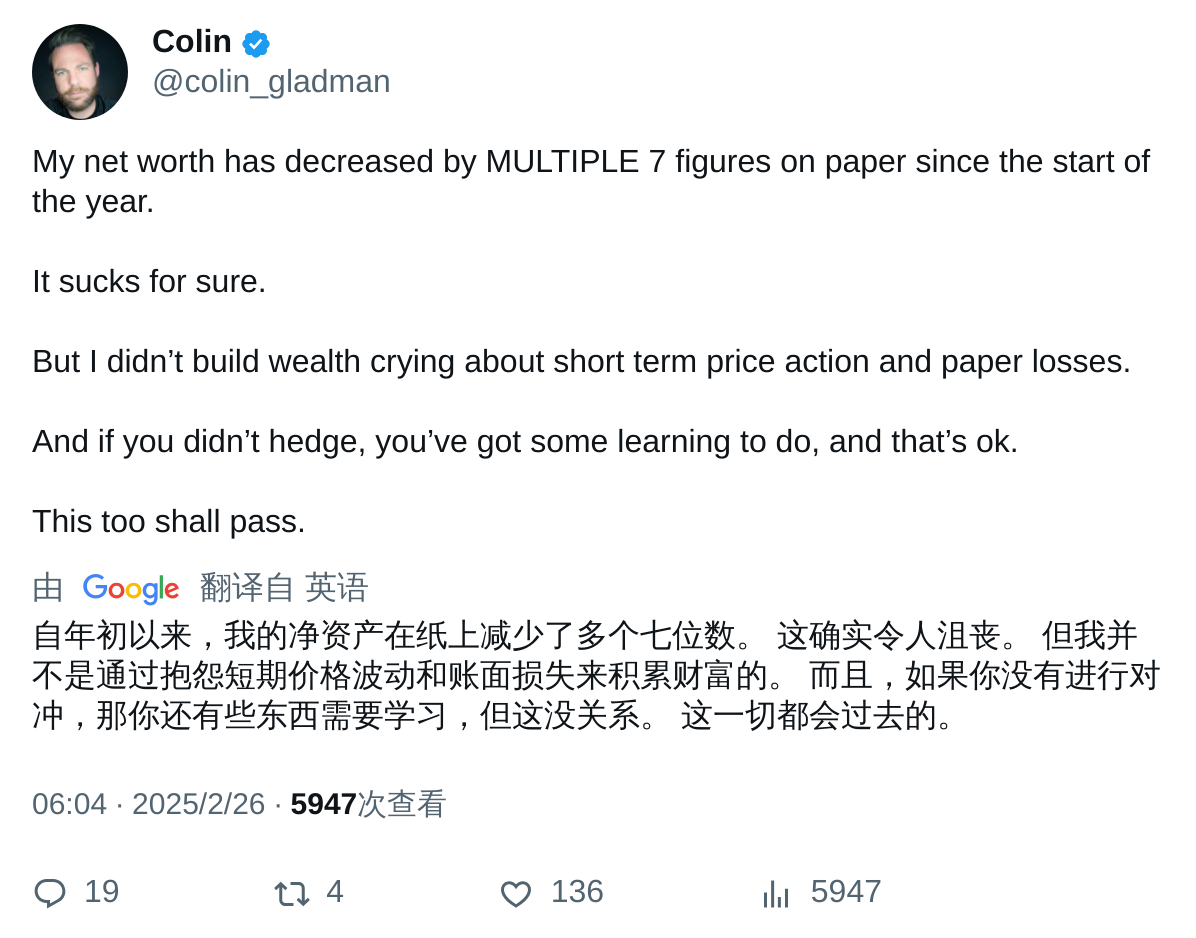 Colin
@colin_gladman
My net worth has decreased by MULTIPLE 7 figures on paper since the start of
the year.
It sucks for sure.
But I didn’t build wealth crying about short term price action and paper losses.
And if you didn’t hedge, you’ve got some learning to do, and that’s ok.
This too shall pass.
由 Google 翻译自 英语
自年初以来，我的净资产在纸上减少了多个七位数。 这确实令人沮丧。 但我并
不是通过抱怨短期价格波动和账面损失来积累财富的。 而且，如果你没有进行对
冲，那你还有些东西需要学习，但这没关系。 这一切都会过去的。
06:04 · 2025/2/26 · 5947次查看
19 4 136 5947